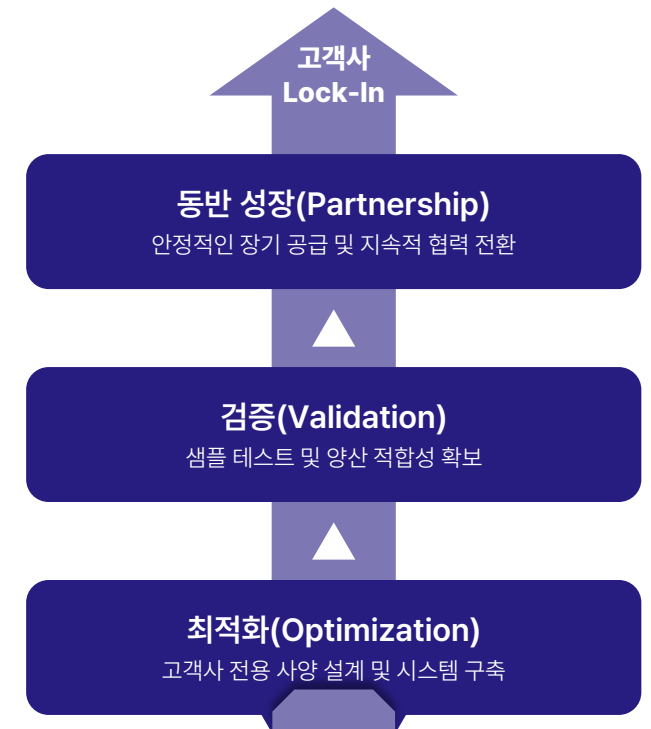 고객사
Lock-In
동반 성장(Partnership)
안정적인 장기 공급 및 지속적 협력 전환
검증(Validation)
샘플 테스트 및 양산 적합성 확보
최적화(Optimization)
고객사 전용 사양 설계 및 시스템 구축